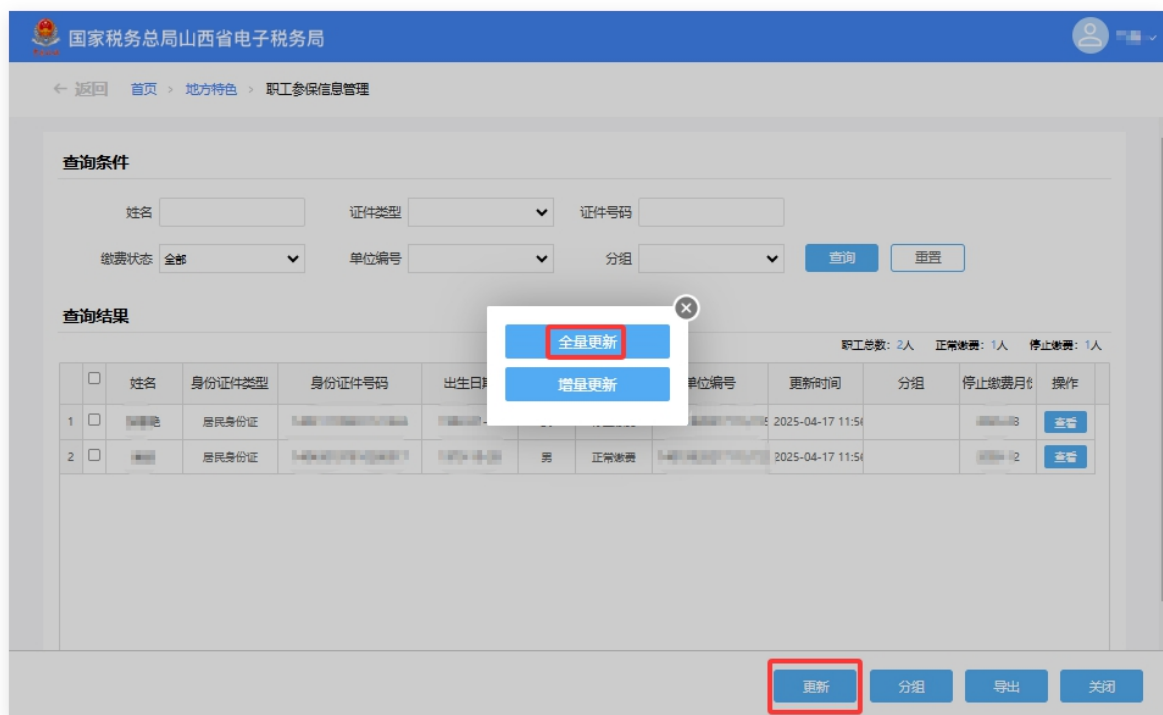 国家税务总局山西省电子税务局
← 返回 首页 > 地方特色 > 职工参保信息管理
查询条件
姓名 证件类型 证件号码
缴费状态 全部 单位编号 分组 查询 重置
查询结果
全量更新
增量更新
职工总数: 2人 正常缴费: 1人 停止缴费: 1人
姓名 身份证件类型 身份证件号码 出生日 单位编号 更新时间 分组 停止缴费月份 操作
1 居民身份证 2025-04-17 11:56 查看
2 居民身份证 男 正常缴费 2025-04-17 11:56 查看
更新 分组 导出 关闭